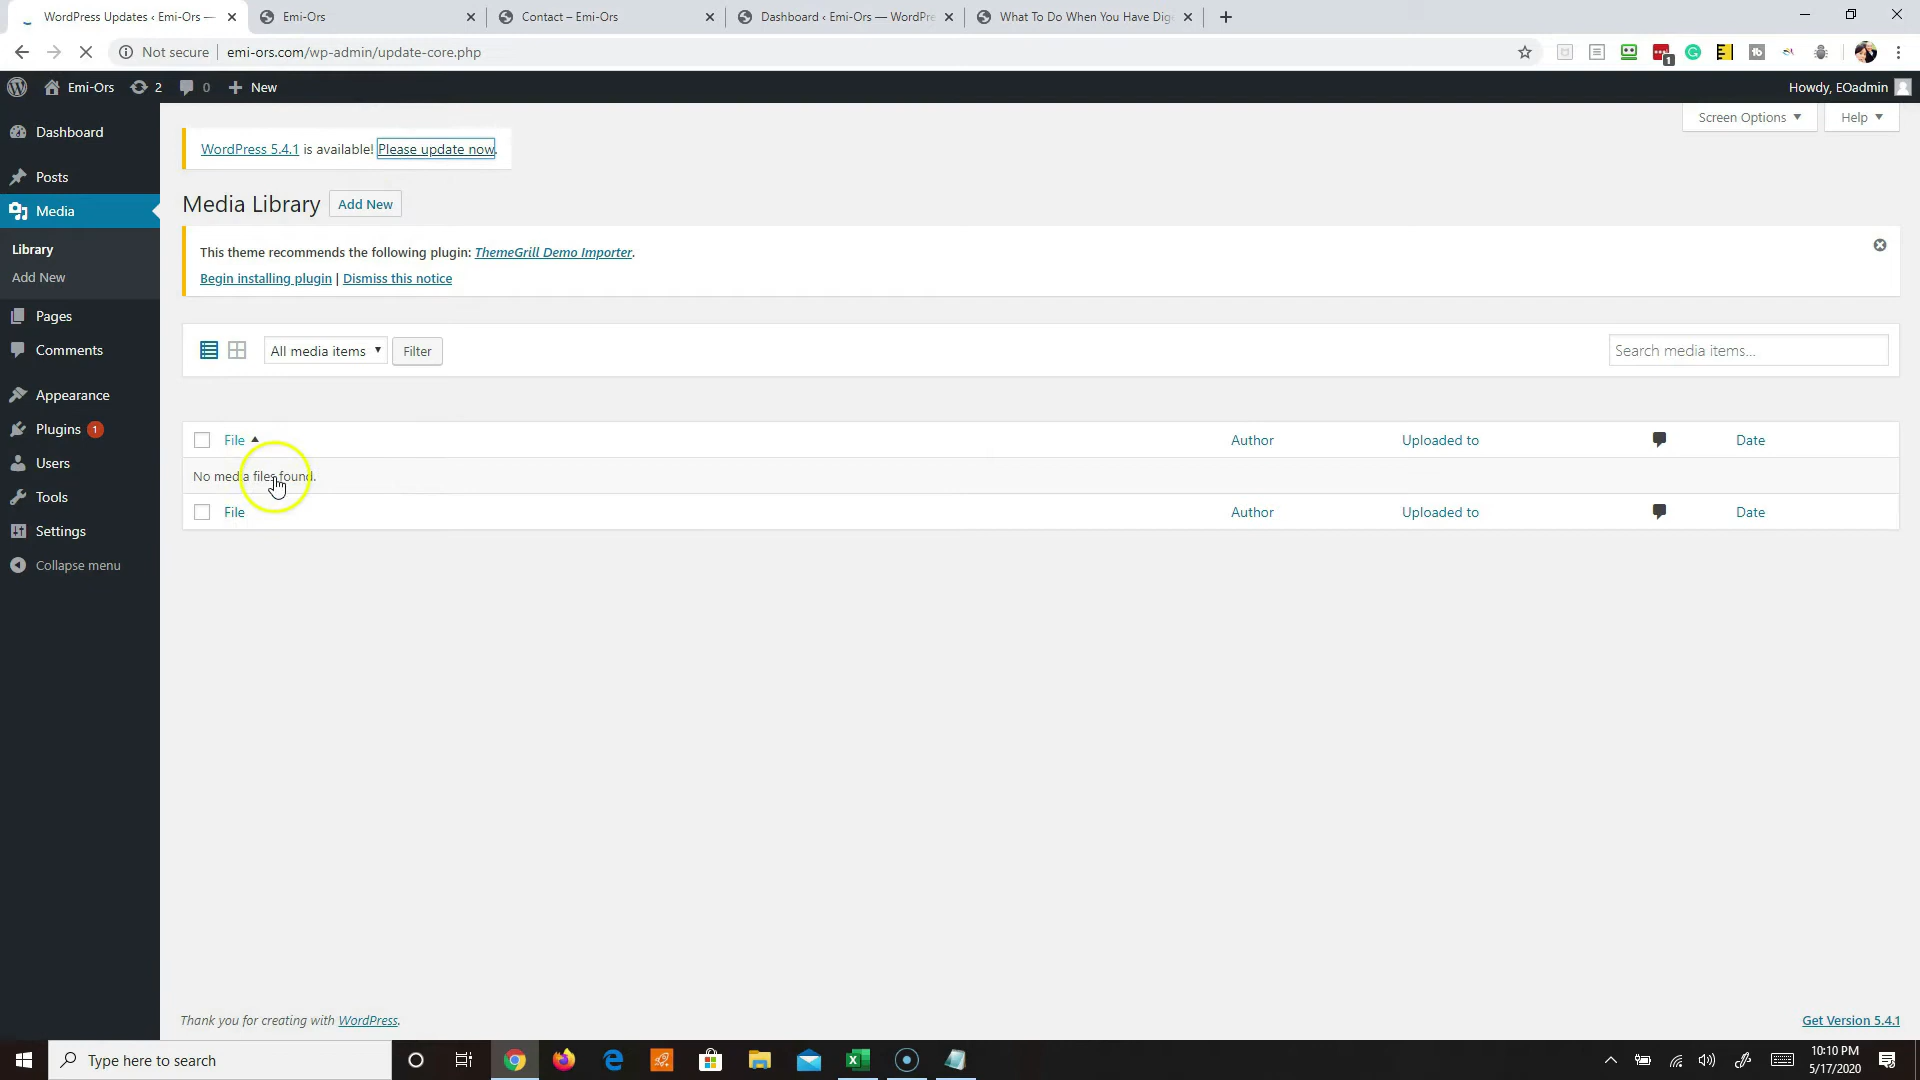 WordPress Updates ‹ Emi-Ors —
Emi-Ors
Contact – Emi-Ors
Dashboard ‹ Emi-Ors — WordPre
What To Do When You Have Dige
Not secure
emi-ors.com/wp-admin/update-core.php
1
Emi-Ors
2
0
New
Howdy, EOadmin
Screen Options
Help
Dashboard
Posts
Media
Library
Add New
Pages
Comments
Appearance
Plugins 1
Users
Tools
Settings
Collapse menu
WordPress 5.4.1 is available! Please update now.
Media Library
Add New
This theme recommends the following plugin: ThemeGrill Demo Importer.
Begin installing plugin | Dismiss this notice
All media items
Filter
Search media items...
File
Author
Uploaded to
Date
No media files found.
File
Author
Uploaded to
Date
Thank you for creating with WordPress.
Get Version 5.4.1
Type here to search
10:10 PM
5/17/2020